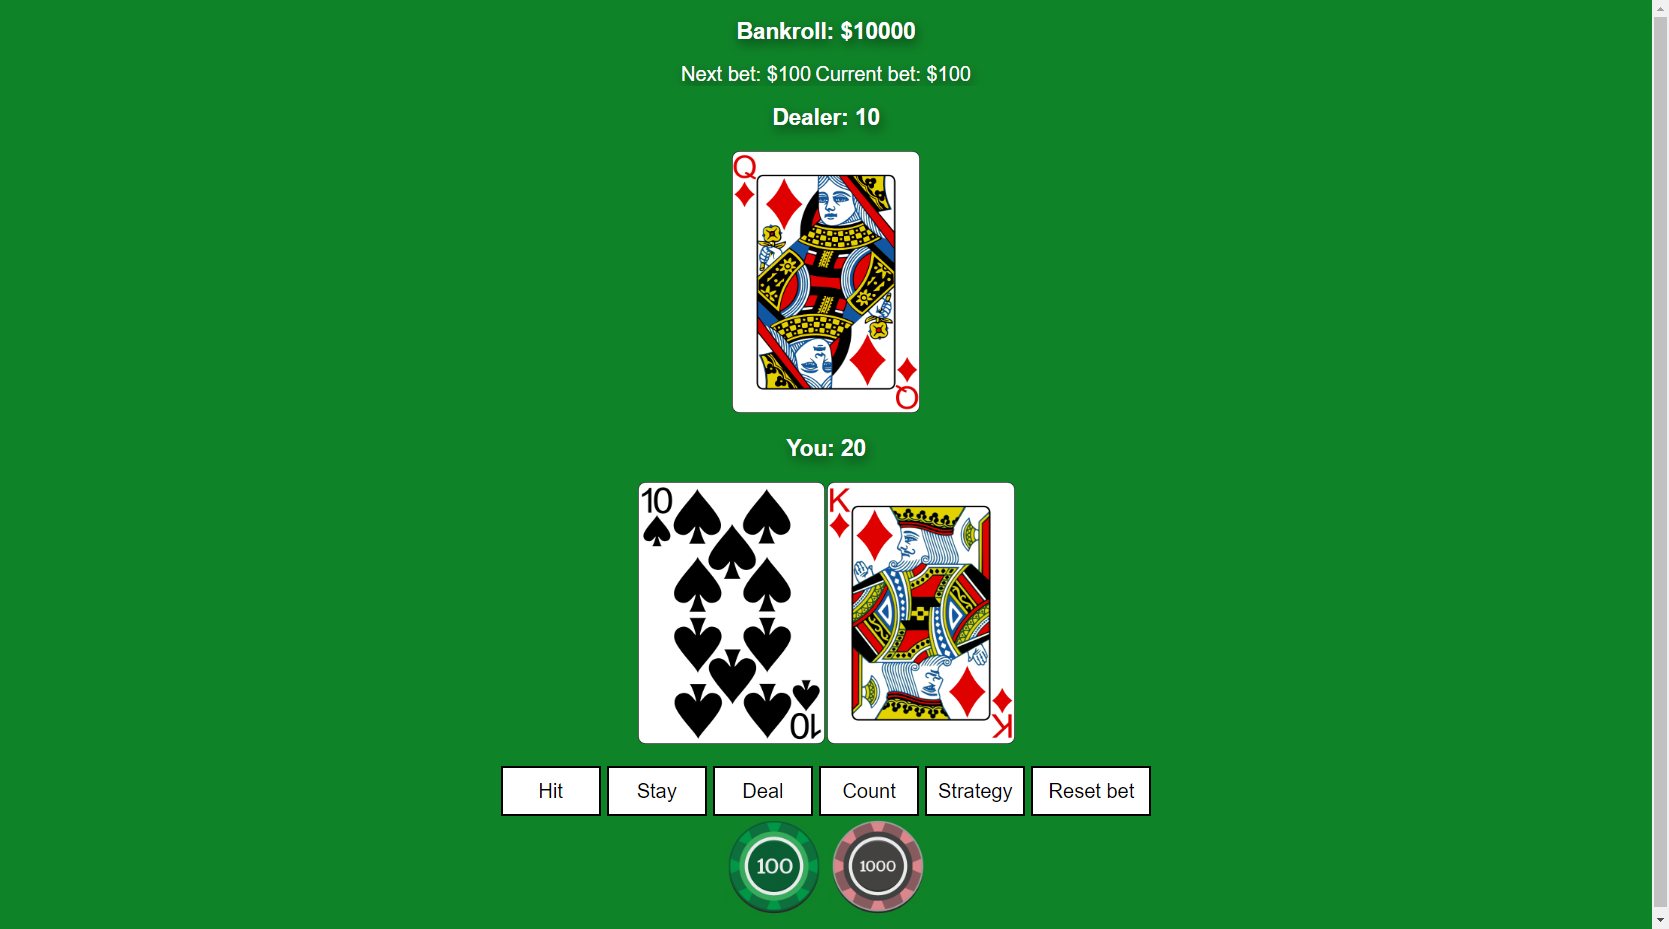 Bankroll: $10000
Next bet: $100 Current bet: $100
Dealer: 10
Q
Q
You: 20
10
K
10
K
Hit Stay Deal Count Strategy Reset bet
100 1000